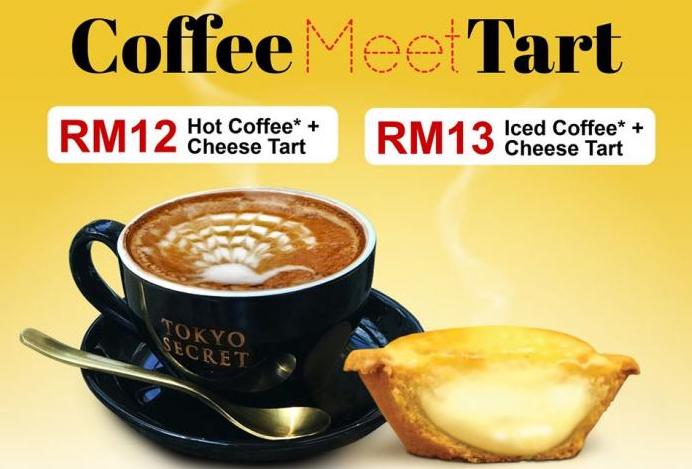 Coffee Meet Tart
RM12 Hot Coffee* +
Cheese Tart
RM13 Iced Coffee* +
Cheese Tart
TOKYO
SECRET